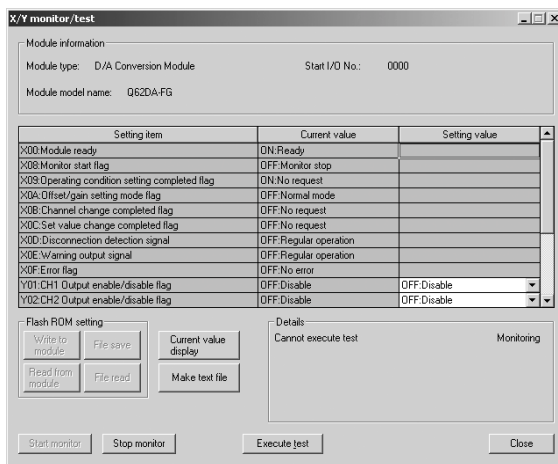 X/Y monitor/test
Module information
Module type: D/A Conversion Module Start I/O No.: 0000
Module model name: Q62DA-FG
Setting item Current value Setting value
X00:Module ready ON:Ready
X08:Monitor start flag OFF:Monitor stop
X09:Operating condition setting completed flag ON:No request
X0A:Offset/gain setting mode flag OFF:Normal mode
X0B:Channel change completed flag OFF:No request
X0C:Set value change completed flag OFF:No request
X0D:Disconnection detection signal OFF:Regular operation
X0E:Warning output signal OFF:Regular operation
X0F:Error flag OFF:No error
Y01:CH1 Output enable/disable flag OFF:Disable OFF:Disable
Y02:CH2 Output enable/disable flag OFF:Disable OFF:Disable
Flash ROM setting
Write to module
File save
Read from module
File read
Current value display
Make text file
Details
Cannot execute test Monitoring
Start monitor Stop monitor Execute test Close